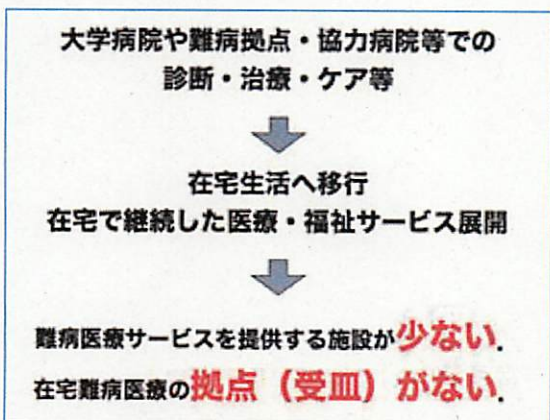 大学病院や難病拠点・協力病院等での
診断・治療・ケア等
在宅生活へ移行
在宅で継続した医療・福祉サービス展開
難病医療サービスを提供する施設が少ない.
在宅難病医療の拠点（受皿）がない.